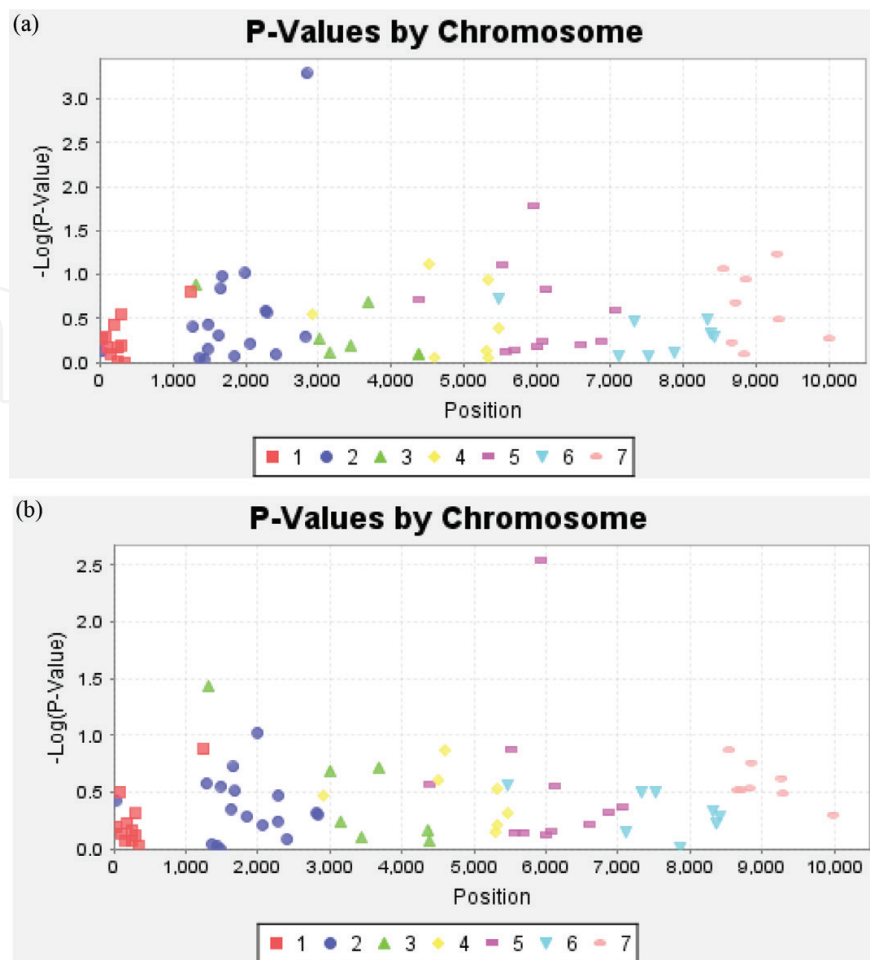 (a)
P-Values by Chromosome
-Log(P-Value)
3.0
2.5
2.0
1.5
1.0
0.5
0.0
0 1,000 2,000 3,000 4,000 5,000 6,000 7,000 8,000 9,000 10,000
Position
1 2 3 4 5 6 7
(b)
P-Values by Chromosome
-Log(P-Value)
2.5
2.0
1.5
1.0
0.5
0.0
0 1,000 2,000 3,000 4,000 5,000 6,000 7,000 8,000 9,000 10,000
Position
1 2 3 4 5 6 7